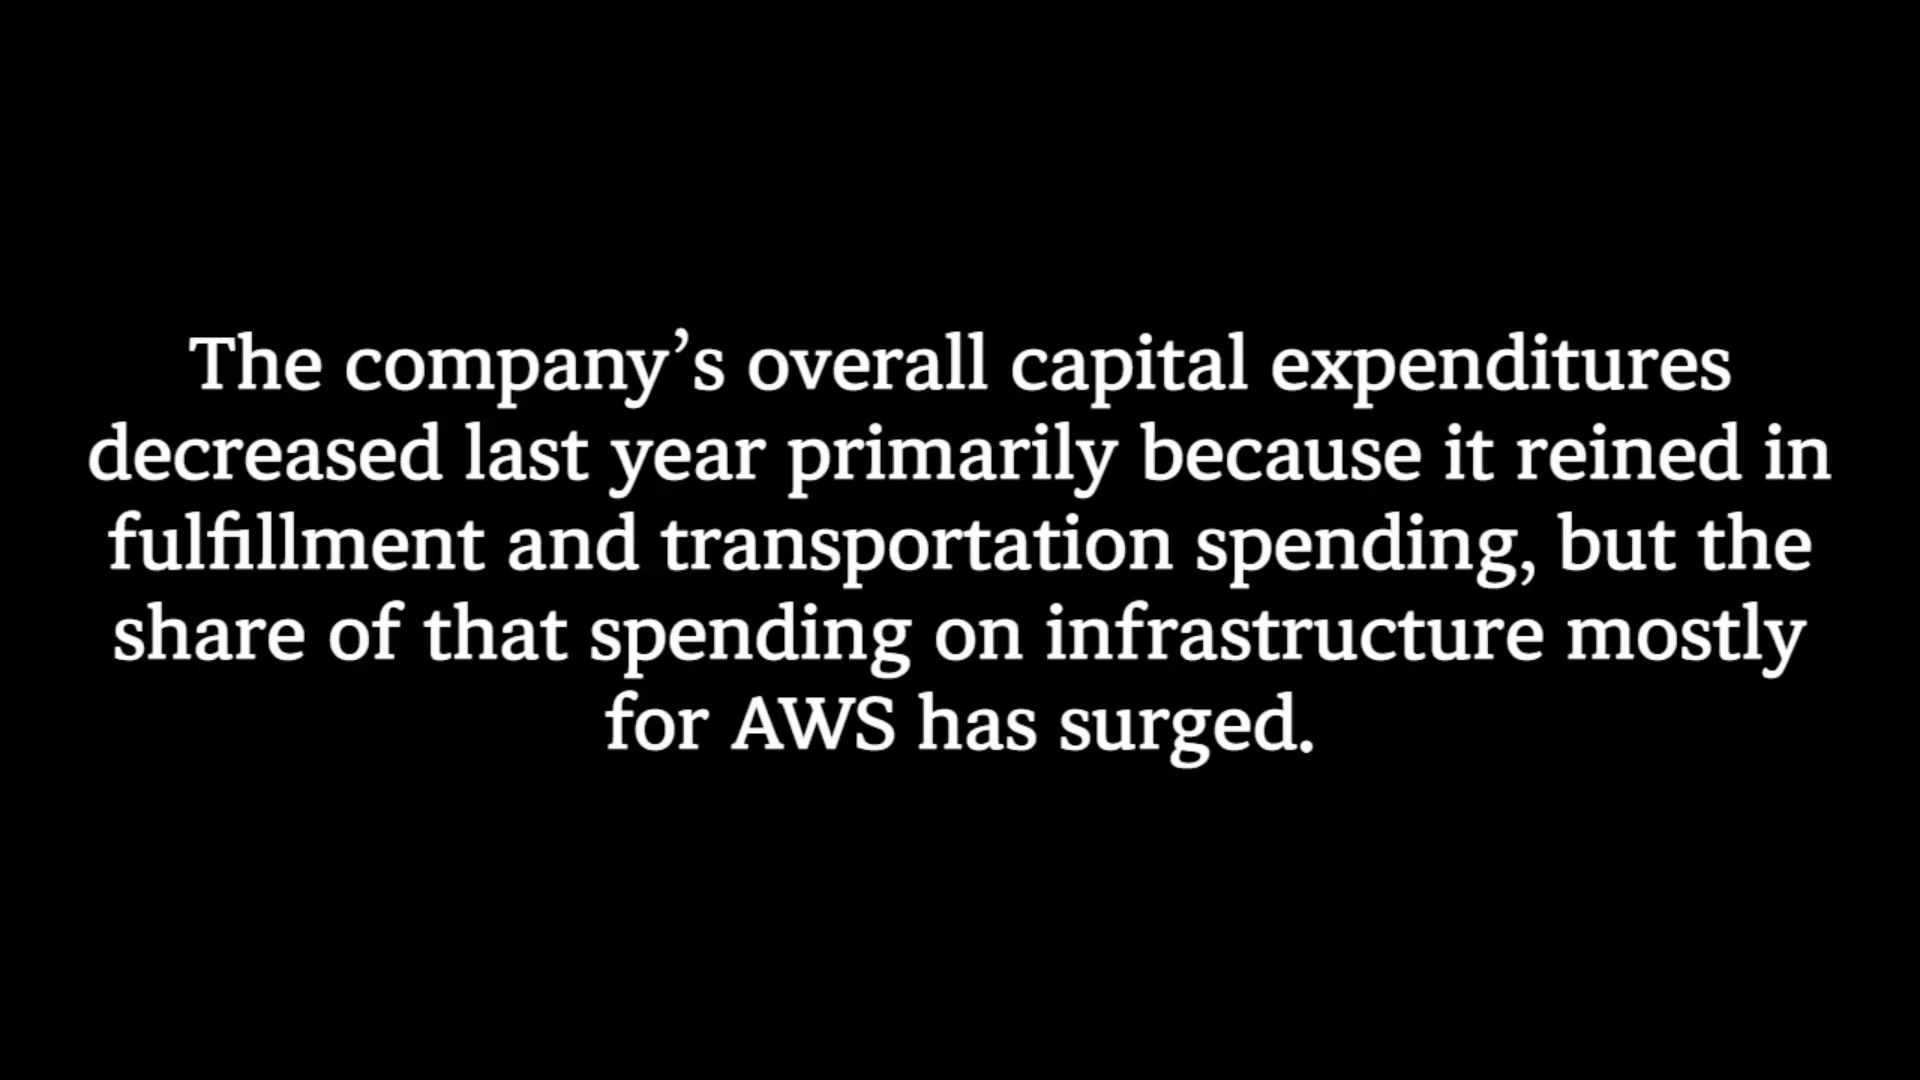 The company’s overall capital expenditures
decreased last year primarily because it reined in
fulfillment and transportation spending, but the
share of that spending on infrastructure mostly
for AWS has surged.